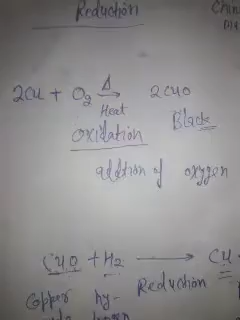 Reduction
2Cu + O2 Δ→ 2CuO
Heat
Black
Oxidation
addition of oxygen
CuO + H2 → Cu +
Reduction
Copper hy-